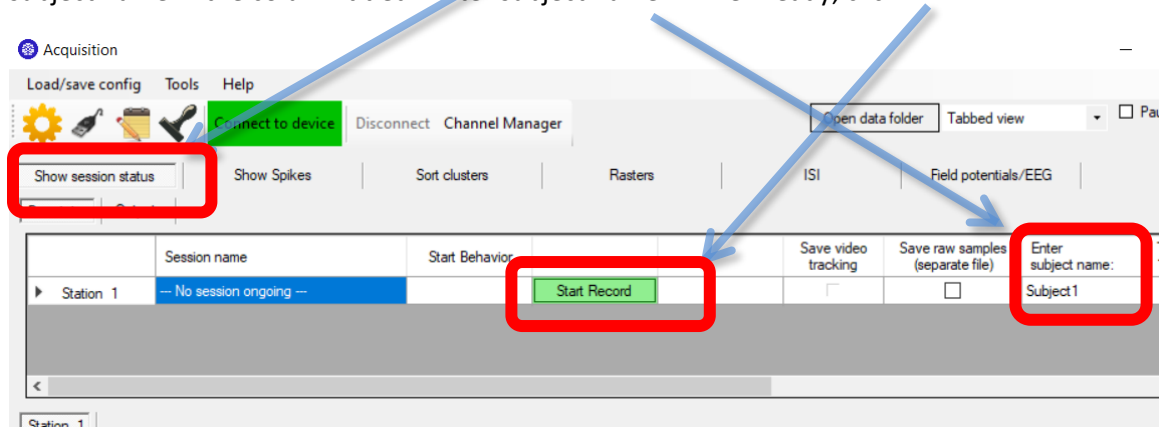 Acquisition
Load/save config Tools Help
Connect to device Disconnect Channel Manager Open data folder Tabbed view
Show session status Show Spikes Sort clusters Rasters ISI Field potentials/EEG
Session name Start Behavior Save video tracking Save raw samples (separate file) Enter subject name:
Station 1 -- No session ongoing -- Start Record Subject1
Station 1